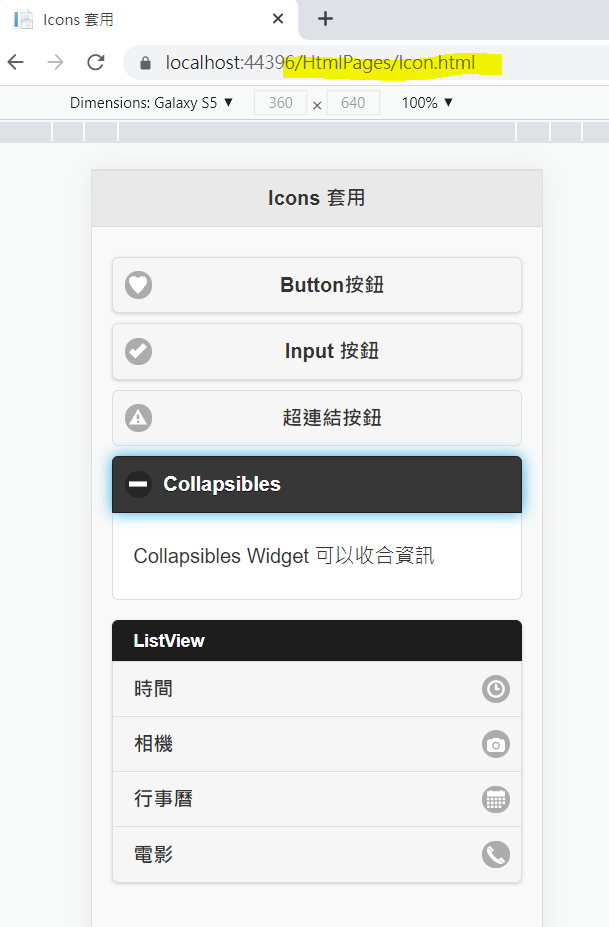 Icons 套用
localhost:44396/HtmlPages/Icon.html
Dimensions: Galaxy S5 360 × 640 100%
Icons 套用
Button按鈕
Input 按鈕
超連結按鈕
Collapsibles
Collapsibles Widget 可以收合資訊
ListView
時間
相機
行事曆
電影